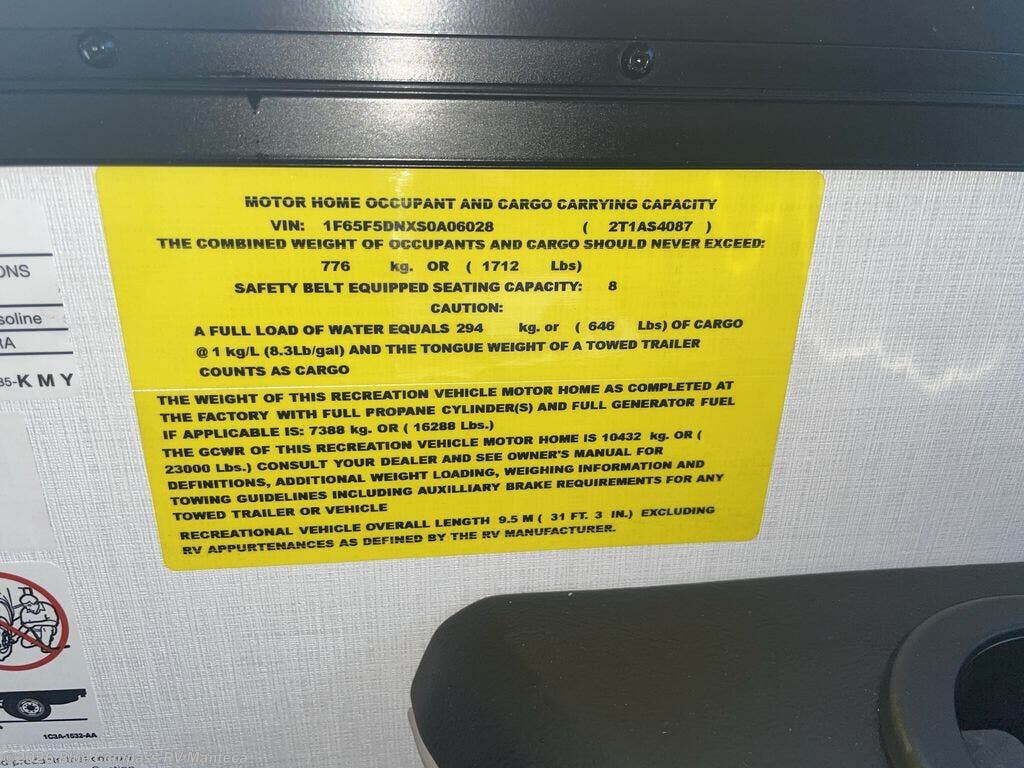 MOTOR HOME OCCUPANT AND CARGO CARRYING CAPACITY
VIN: 1F65F5DNXS0A06028 ( 2T1AS4087 )
THE COMBINED WEIGHT OF OCCUPANTS AND CARGO SHOULD NEVER EXCEED:
776 kg. OR ( 1712 Lbs)
SAFETY BELT EQUIPPED SEATING CAPACITY: 8
CAUTION:
A FULL LOAD OF WATER EQUALS 294 kg. or ( 646 Lbs) OF CARGO
@ 1 kg/L (8.3Lb/gal) AND THE TONGUE WEIGHT OF A TOWED TRAILER
COUNTS AS CARGO
THE WEIGHT OF THIS RECREATION VEHICLE MOTOR HOME AS COMPLETED AT
THE FACTORY WITH FULL PROPANE CYLINDER(S) AND FULL GENERATOR FUEL
IF APPLICABLE IS: 7388 kg. OR ( 16288 Lbs.)
THE GCWR OF THIS RECREATION VEHICLE MOTOR HOME IS 10432 kg. OR (
23000 Lbs.) CONSULT YOUR DEALER AND SEE OWNER'S MANUAL FOR
DEFINITIONS, ADDITIONAL WEIGHT LOADING, WEIGHING INFORMATION AND
TOWING GUIDELINES INCLUDING AUXILLIARY BRAKE REQUIREMENTS FOR ANY
TOWED TRAILER OR VEHICLE
RECREATIONAL VEHICLE OVERALL LENGTH 9.5 M ( 31 FT. 3 IN.) EXCLUDING
RV APPURTENANCES AS DEFINED BY THE RV MANUFACTURER.
ONS
soline
IA
35-K M Y
1C3A-1532-AA
RV Manteca